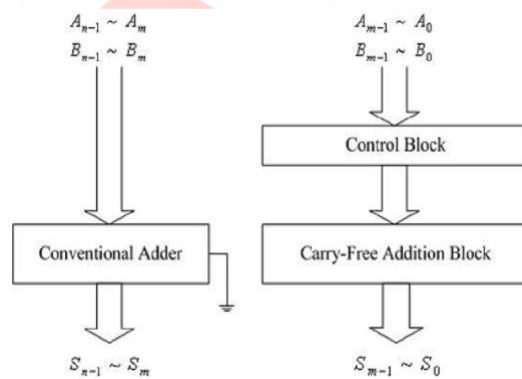 A_{n-1} ~ A_m
B_{n-1} ~ B_m
A_{m-1} ~ A_0
B_{m-1} ~ B_0
Control Block
Conventional Adder
Carry-Free Addition Block
S_{n-1} ~ S_m
S_{m-1} ~ S_0